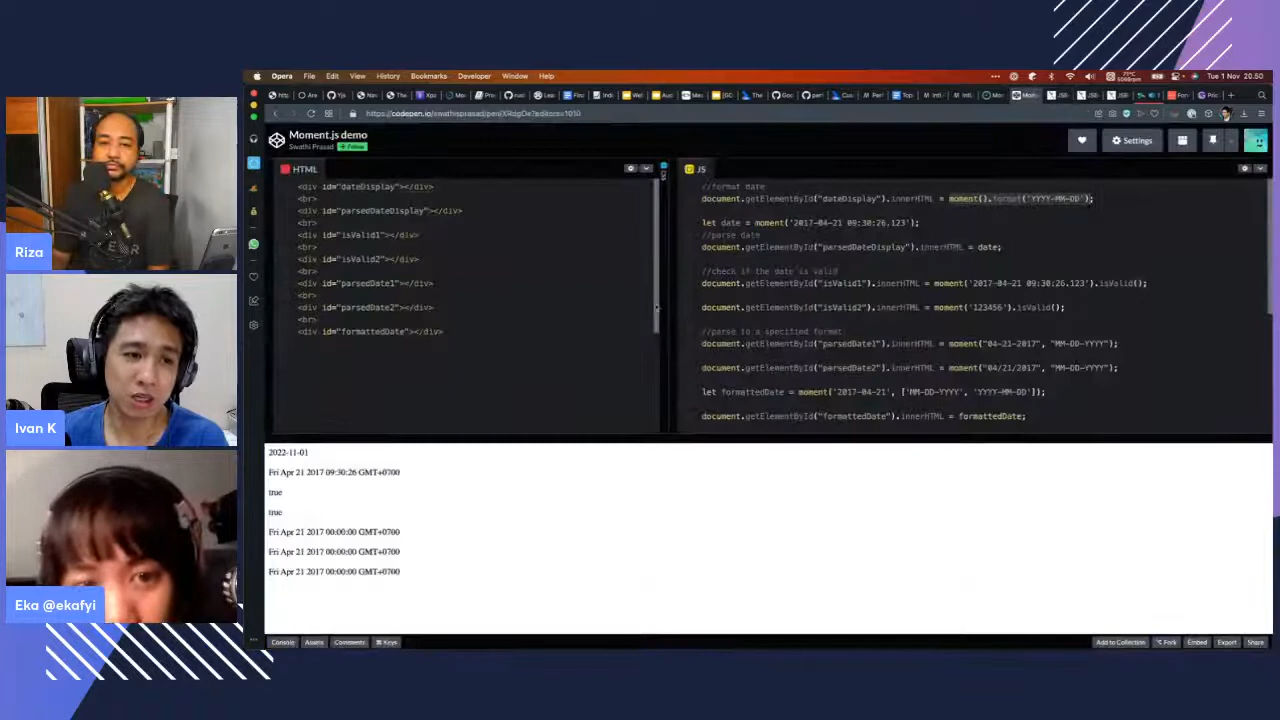 Opera File Edit View History Bookmarks Developer Window Help
Tue 1 Nov 20.50
Moment.js demo
Swathi Prasad + Follow
Settings
HTML
<div id="dateDisplay"></div>
<br>
<div id="parsedDateDisplay"></div>
<br>
<div id="isValid1"></div>
<br>
<div id="isValid2"></div>
<br>
<div id="parsedDate1"></div>
<br>
<div id="parsedDate2"></div>
<br>
<div id="formattedDate"></div>
CSS
JS
//format date
document.getElementById("dateDisplay").innerHTML = moment().format('YYYY-MM-DD');
let date = moment('2017-04-21 09:30:26.123');
//parse date
document.getElementById("parsedDateDisplay").innerHTML = date;
//check if the date is valid
document.getElementById("isValid1").innerHTML = moment('2017-04-21 09:30:26.123').isValid();
document.getElementById("isValid2").innerHTML = moment('123456').isValid();
//parse to a specified format
document.getElementById("parsedDate1").innerHTML = moment("04-21-2017", "MM-DD-YYYY");
document.getElementById("parsedDate2").innerHTML = moment("04/21/2017", "MM-DD-YYYY");
let formattedDate = moment('2017-04-21', ['MM-DD-YYYY', 'YYYY-MM-DD']);
document.getElementById("formattedDate").innerHTML = formattedDate;
2022-11-01
Fri Apr 21 2017 09:30:26 GMT+0700
true
true
Fri Apr 21 2017 00:00:00 GMT+0700
Fri Apr 21 2017 00:00:00 GMT+0700
Fri Apr 21 2017 00:00:00 GMT+0700
Console Assets Comments ⌘ Keys
Add to Collection Fork Embed Export Share
Riza
Ivan K
Eka @ekafyi